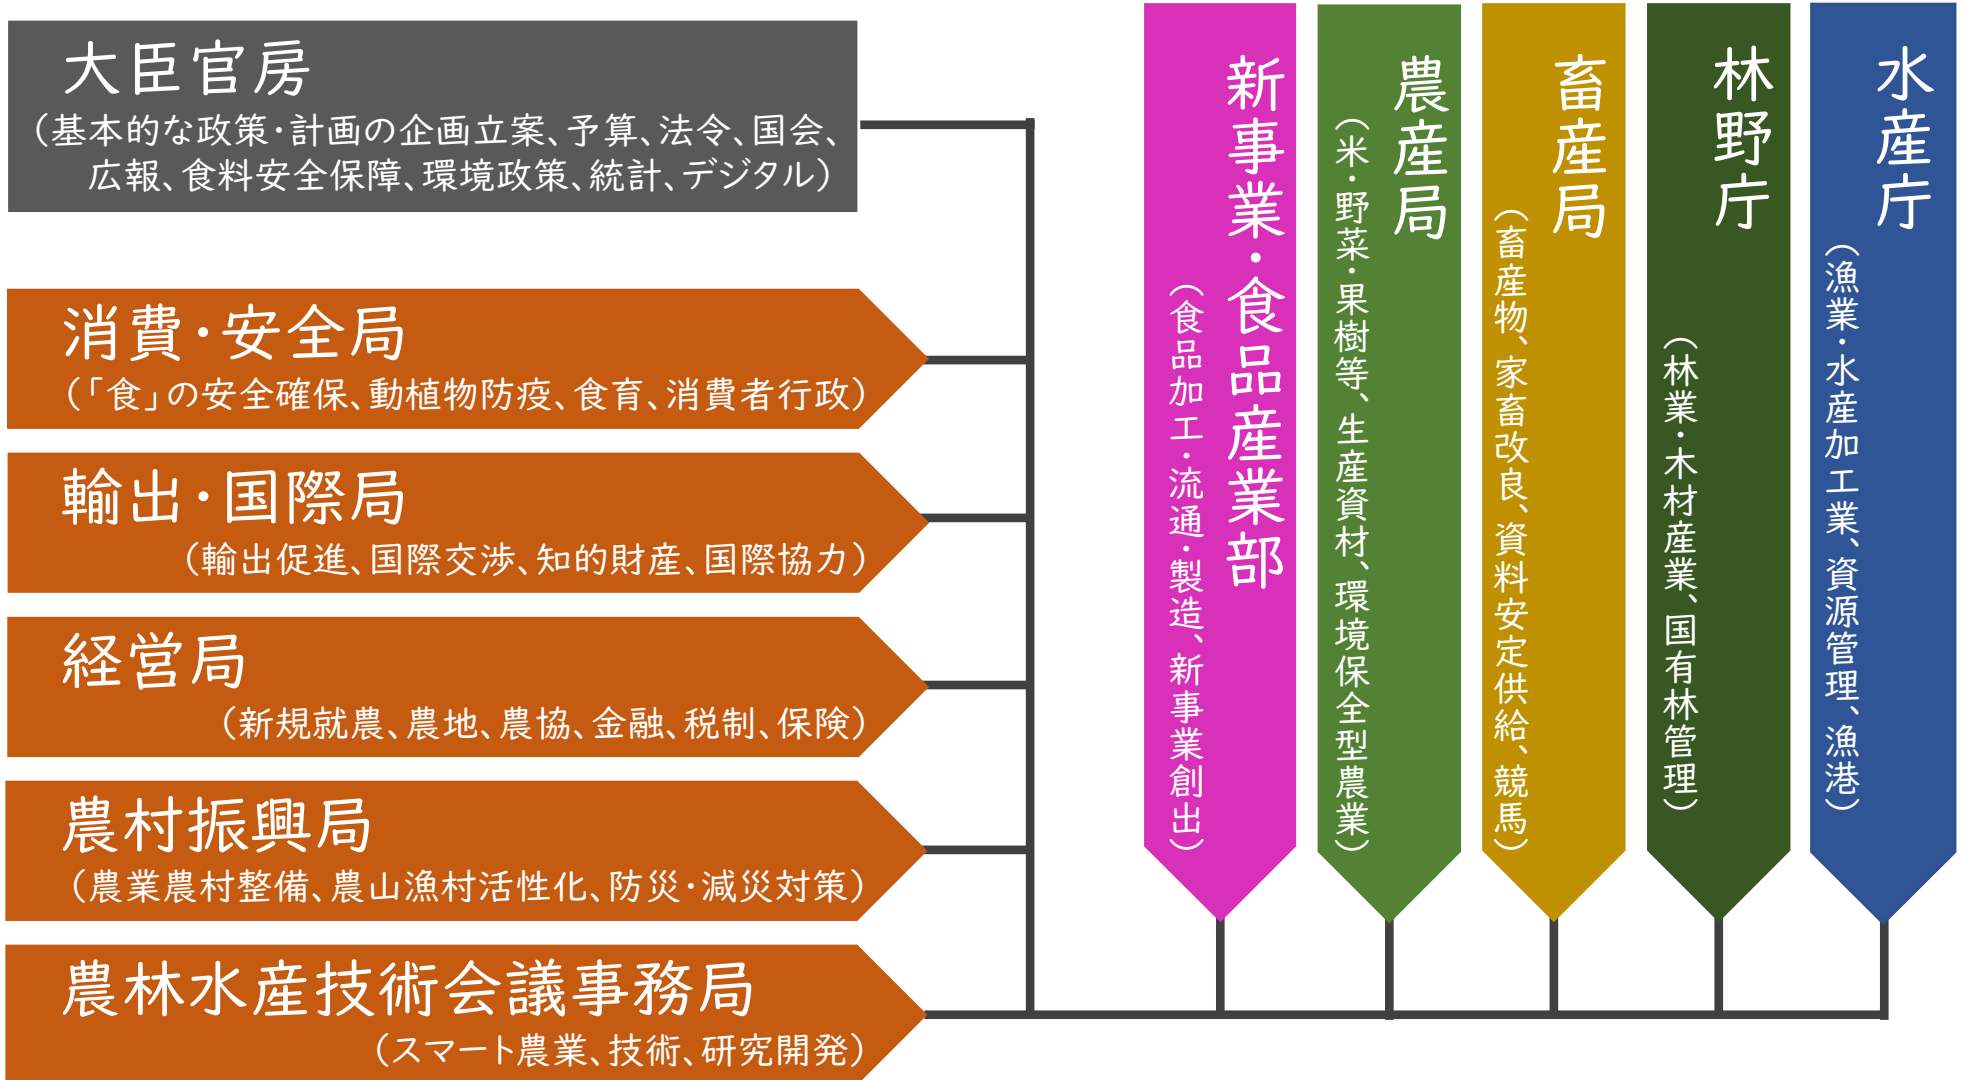 大臣官房
（基本的な政策・計画の企画立案、予算、法令、国会、
広報、食料安全保障、環境政策、統計、デジタル）
消費・安全局
（「食」の安全確保、動植物防疫、食育、消費者行政）
輸出・国際局
（輸出促進、国際交渉、知的財産、国際協力）
経営局
（新規就農、農地、農協、金融、税制、保険）
農村振興局
（農業農村整備、農山漁村活性化、防災・減災対策）
農林水産技術会議事務局
（スマート農業、技術、研究開発）
新事業・食品産業部
（食品加工・流通・製造、新事業創出）
農産局
（米・野菜・果樹等、生産資材、環境保全型農業）
畜産局
（畜産物、家畜改良、資料安定供給、競馬）
林野庁
（林業・木材産業、国有林管理）
水産庁
（漁業・水産加工業、資源管理、漁港）